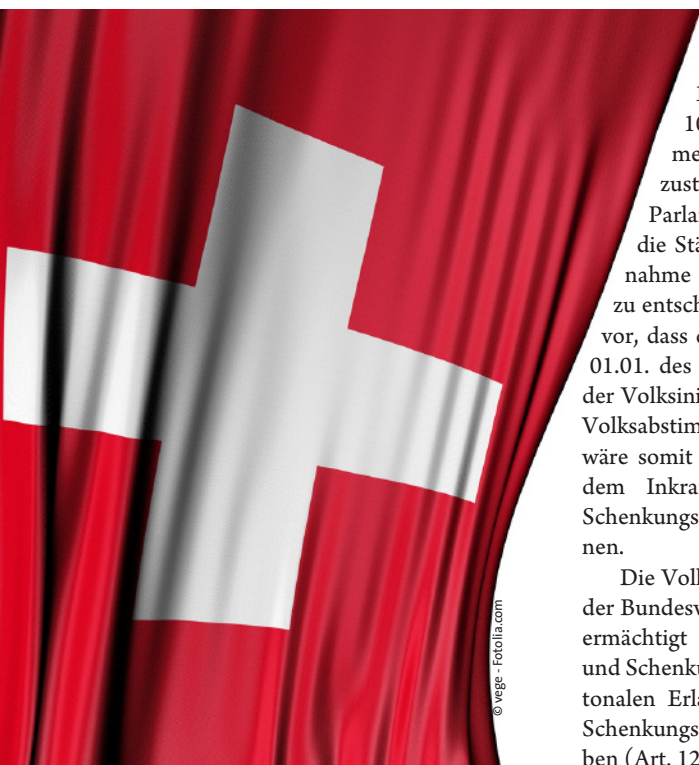 10
me
zust
Parla
die Stä
nahme
zu entsch
vor, dass
01.01. des
der Volksini
Volksabstim
wäre somit
dem Inkra
Schenkungs
nen.
Die Voll
der Bundesv
ermächtigt
und Schenku
tonalen Erla
Schenkungs
ben (Art. 12
© vege - Fotolia.com